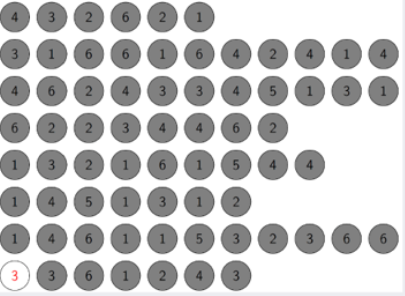 4 3 2 6 2 1
3 1 6 6 1 6 4 2 4 1 4
4 6 2 4 3 3 4 5 1 3 1
6 2 2 3 4 4 6 2
1 3 2 1 6 1 5 4 4
1 4 5 1 3 1 2
1 4 6 1 1 5 3 2 3 6 6
3 3 6 1 2 4 3